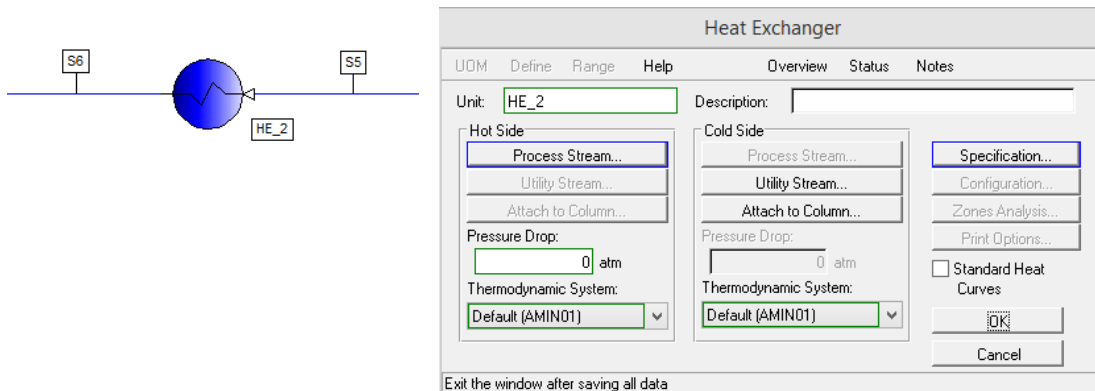 S6
S5
HE_2
Heat Exchanger
UOM Define Range Help Overview Status Notes
Unit: HE_2 Description:
Hot Side
Process Stream...
Utility Stream...
Attach to Column...
Pressure Drop:
0 atm
Thermodynamic System:
Default (AMIN01)
Cold Side
Process Stream...
Utility Stream...
Attach to Column...
Pressure Drop:
0 atm
Thermodynamic System:
Default (AMIN01)
Specification...
Configuration...
Zones Analysis...
Print Options...
Standard Heat
Curves
OK
Cancel
Exit the window after saving all data